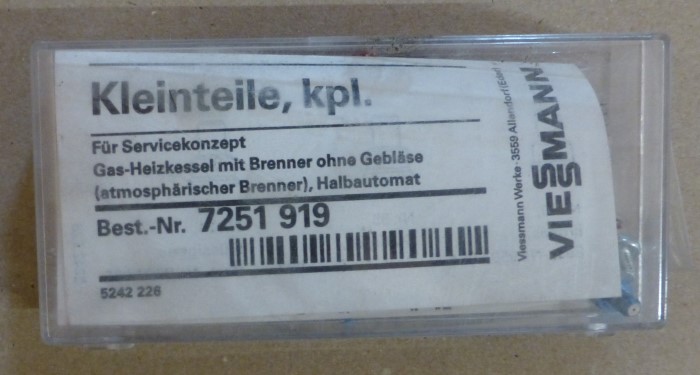 Kleinteile, kpl.
Für Servicekonzept
Gas-Heizkessel mit Brenner ohne Gebläse
(atmosphärischer Brenner), Halbautomat
Best.-Nr. 7251 919
5242 226
Viessmann Werke · 3559 Allendorf (Eder)
VIESSMANN